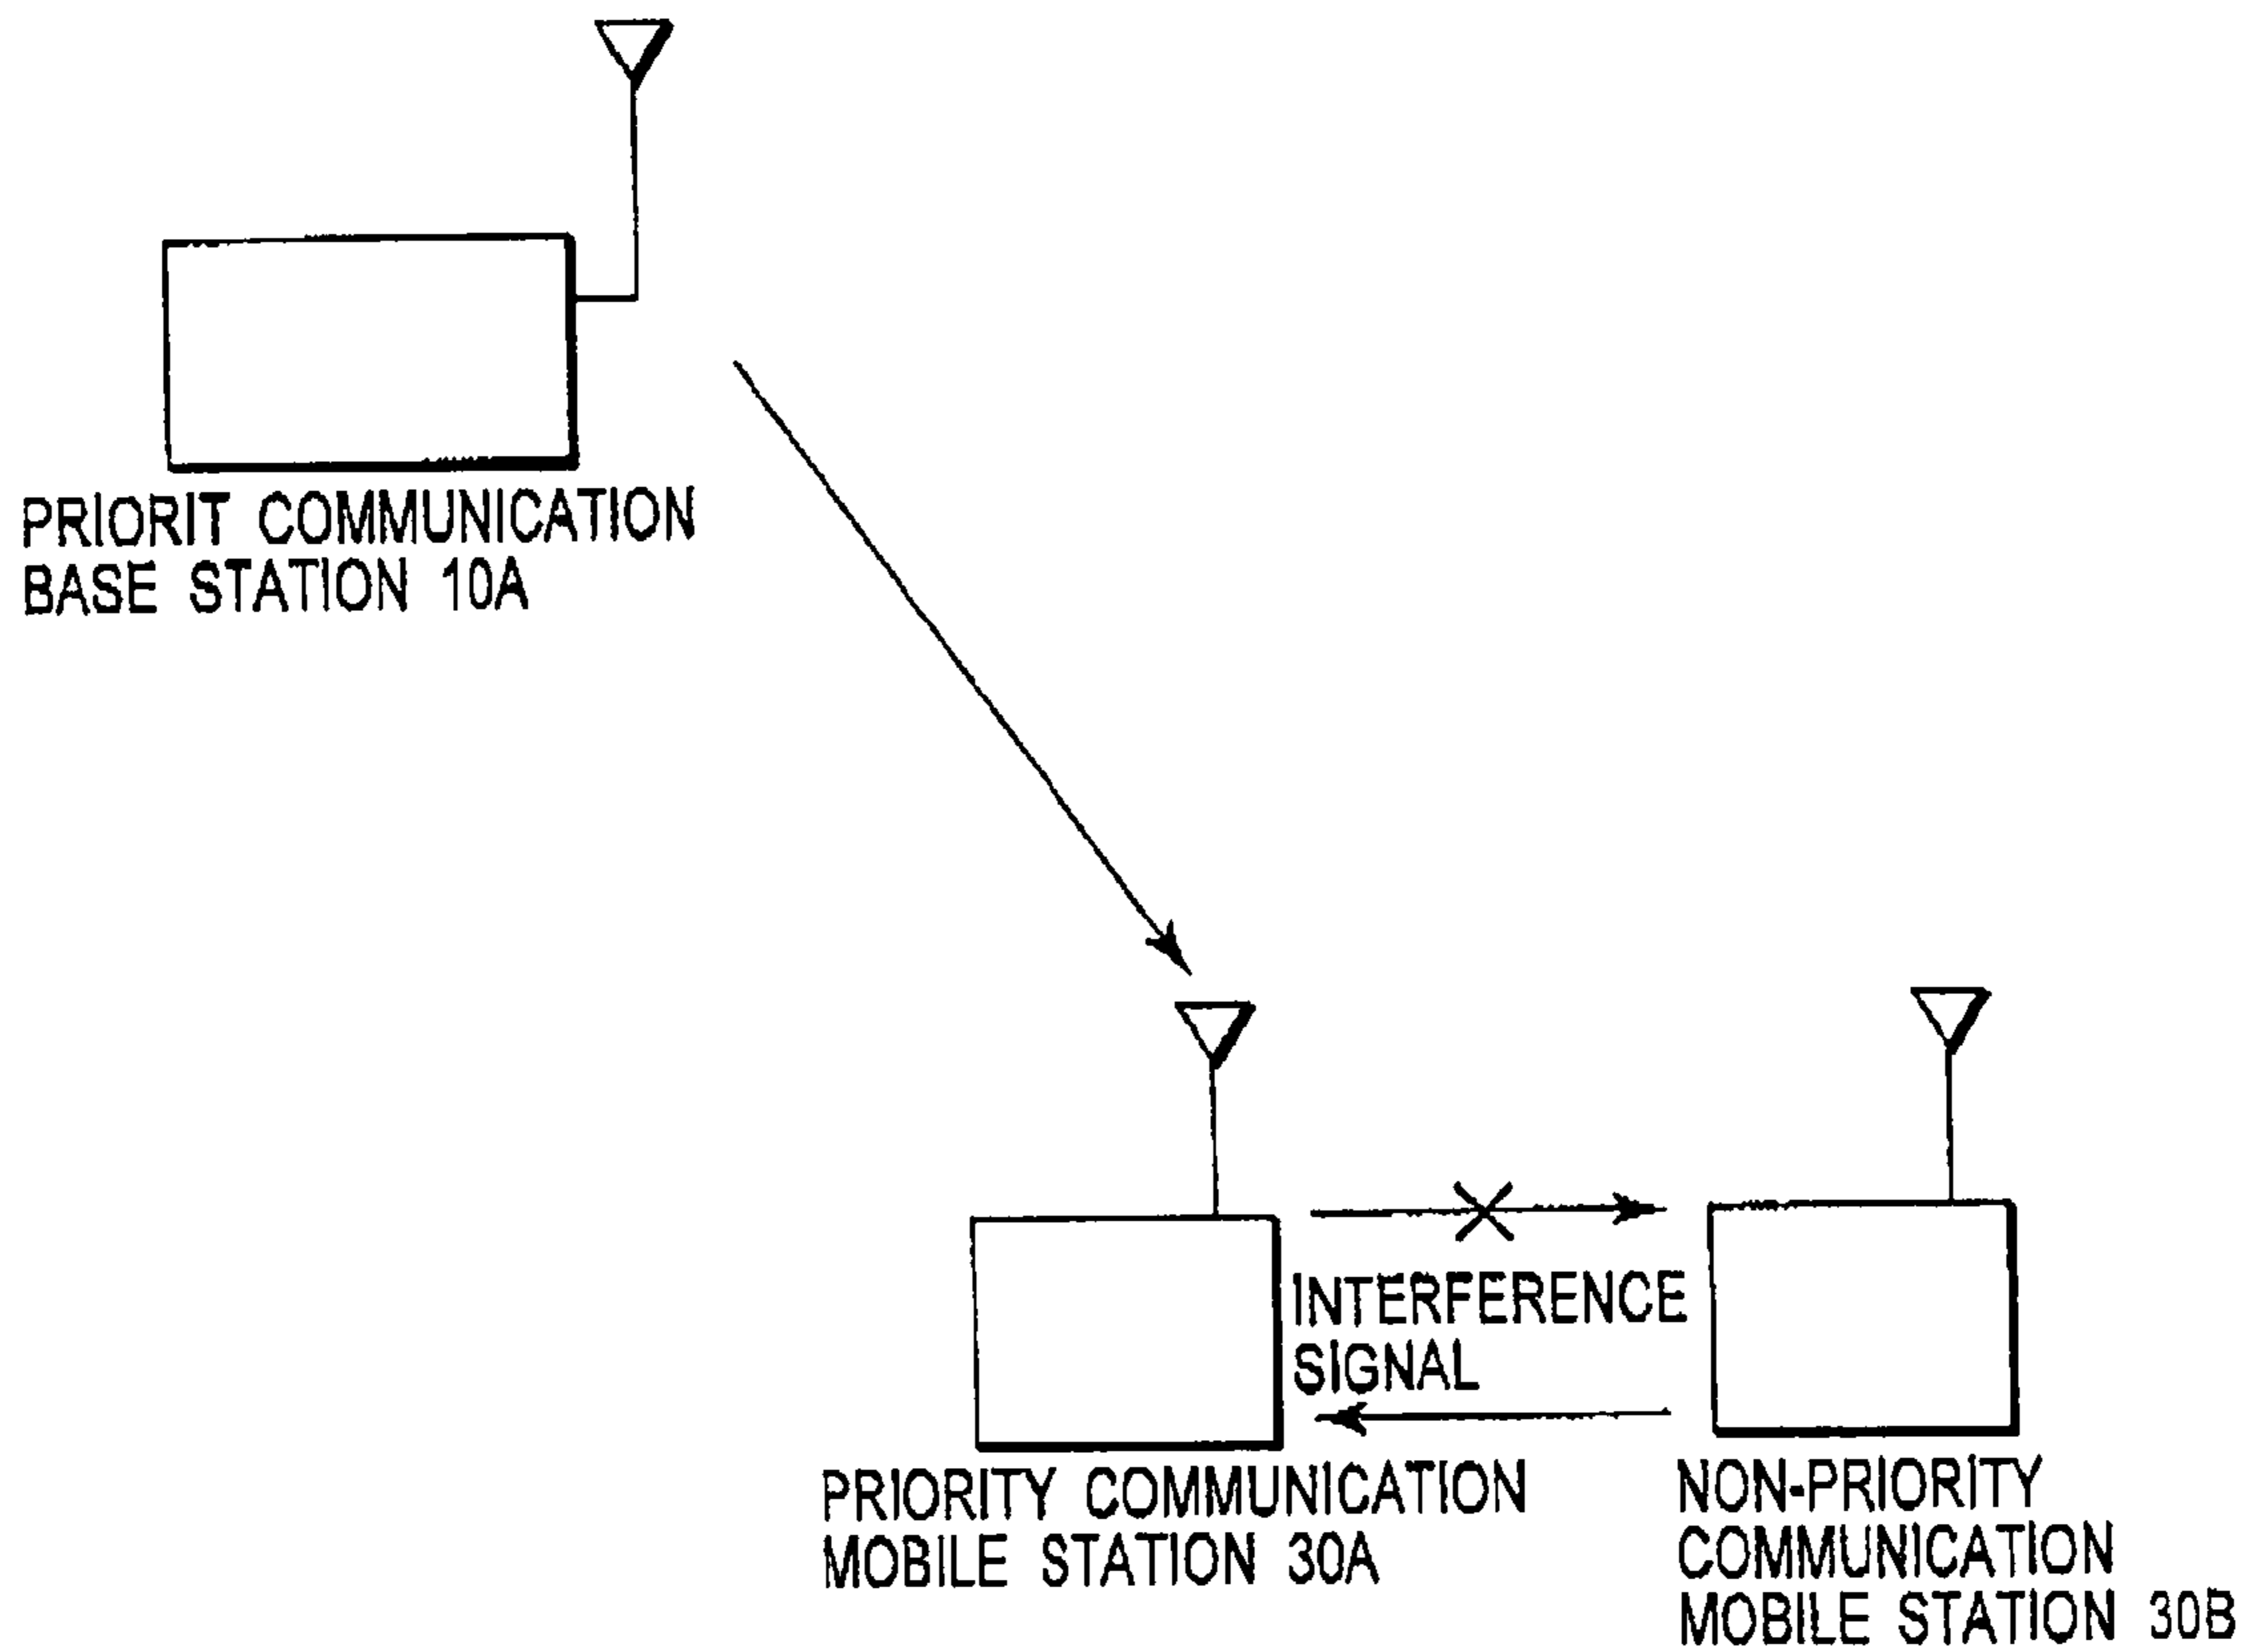 PRIORIT COMMUNICATION
BASE STATION 10A
INTERFERENCE
SIGNAL
PRIORITY COMMUNICATION
MOBILE STATION 30A
NON-PRIORITY
COMMUNICATION
MOBILE STATION 30B